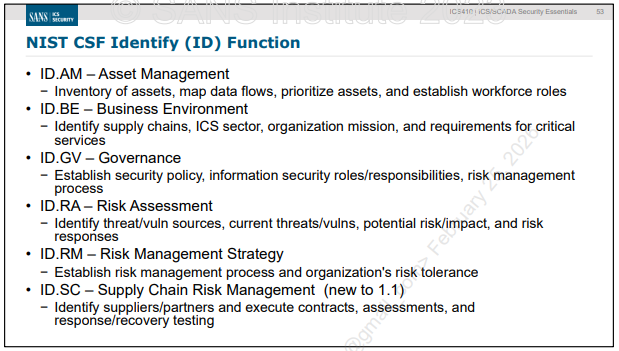 © SANS Institute 2020
SANS ICS SECURITY
ICS410 | ICS/SCADA Security Essentials 53
NIST CSF Identify (ID) Function
• ID.AM – Asset Management
– Inventory of assets, map data flows, prioritize assets, and establish workforce roles
• ID.BE – Business Environment
– Identify supply chains, ICS sector, organization mission, and requirements for critical
services
• ID.GV – Governance
– Establish security policy, information security roles/responsibilities, risk management
process
• ID.RA – Risk Assessment
– Identify threat/vuln sources, current threats/vulns, potential risk/impact, and risk
responses
• ID.RM – Risk Management Strategy
– Establish risk management process and organization's risk tolerance
• ID.SC – Supply Chain Risk Management (new to 1.1)
– Identify suppliers/partners and execute contracts, assessments, and
response/recovery testing